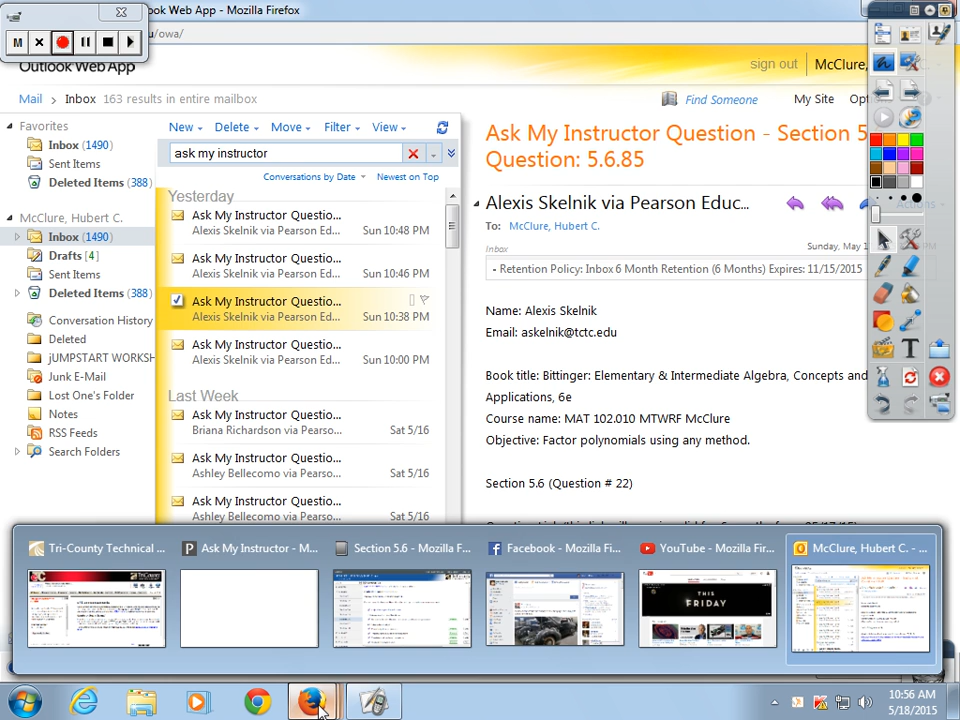 ook Web App - Mozilla Firefox
M
u/owa/
Outlook Web App
sign out
McClure,
Mail > Inbox 163 results in entire mailbox
Find Someone
My Site
Opti
Favorites
Inbox (1490)
Sent Items
Deleted Items (388)
McClure, Hubert C.
Inbox (1490)
Drafts [4]
Sent Items
Deleted Items (388)
Conversation History
Deleted
jUMPSTART WORKSH
Junk E-Mail
Lost One's Folder
Notes
RSS Feeds
Search Folders
New Delete Move Filter View
ask my instructor
Conversations by Date Newest on Top
Yesterday
Ask My Instructor Questio...
Alexis Skelnik via Pearson Ed... Sun 10:48 PM
Ask My Instructor Questio...
Alexis Skelnik via Pearson Ed... Sun 10:46 PM
Ask My Instructor Questio...
Alexis Skelnik via Pearson Ed... Sun 10:38 PM
Ask My Instructor Questio...
Alexis Skelnik via Pearson Ed... Sun 10:00 PM
Last Week
Ask My Instructor Questio...
Briana Richardson via Pearso... Sat 5/16
Ask My Instructor Questio...
Ashley Bellecomo via Pearso... Sat 5/16
Ask My Instructor Questio...
Ashley Bellecomo via Pearso... Sat 5/16
Ask My Instructor Question - Section 5
Question: 5.6.85
Alexis Skelnik via Pearson Educ...
Actions
To: McClure, Hubert C.
Inbox
Sunday, May 1
PM
- Retention Policy: Inbox 6 Month Retention (6 Months) Expires: 11/15/2015
Name: Alexis Skelnik
Email: askelnik@tctc.edu
Book title: Bittinger: Elementary & Intermediate Algebra, Concepts and
Applications, 6e
Course name: MAT 102.010 MTWRF McClure
Objective: Factor polynomials using any method.
Section 5.6 (Question # 22)
T
Tri-County Technical ...
Ask My Instructor - M...
Section 5.6 - Mozilla F...
Facebook - Mozilla Fi...
YouTube - Mozilla Fir...
McClure, Hubert C. - ...
THIS
FRIDAY
10:56 AM
5/18/2015